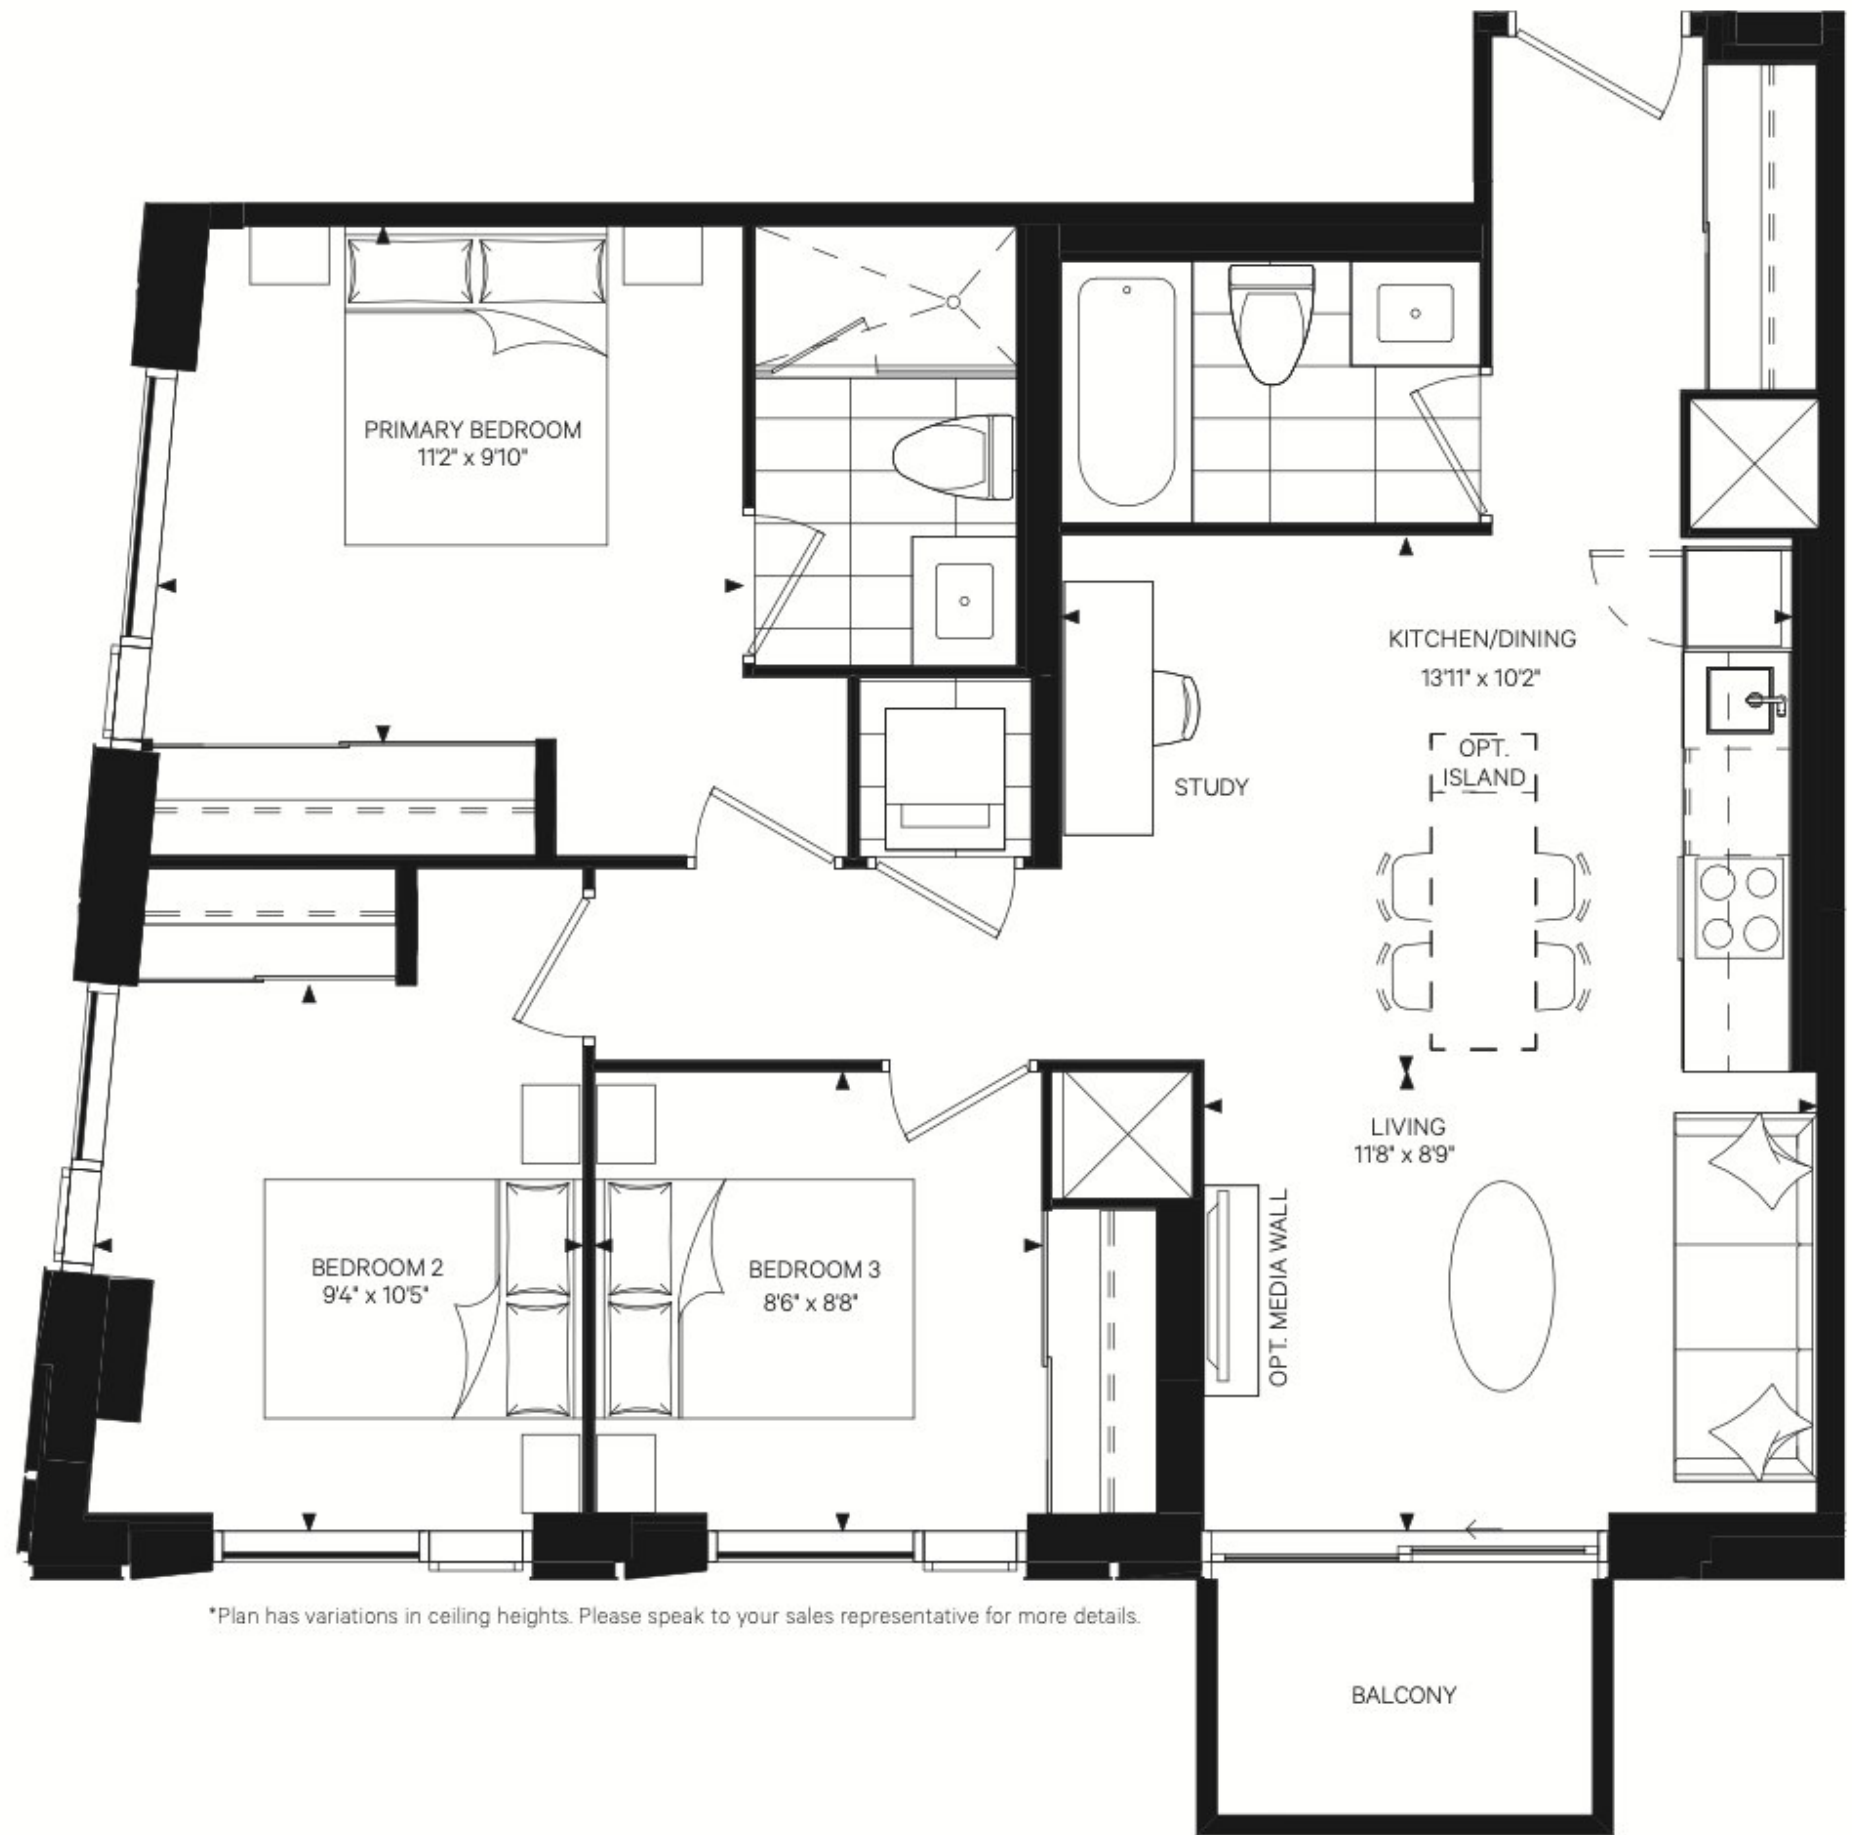 PRIMARY BEDROOM
11'2" x 9'10"
KITCHEN/DINING
13'11" x 10'2"
OPT.
ISLAND
STUDY
LIVING
11'8" x 8'9"
OPT. MEDIA WALL
BEDROOM 2
9'4" x 10'5"
BEDROOM 3
8'6" x 8'8"
*Plan has variations in ceiling heights. Please speak to your sales representative for more details.
BALCONY